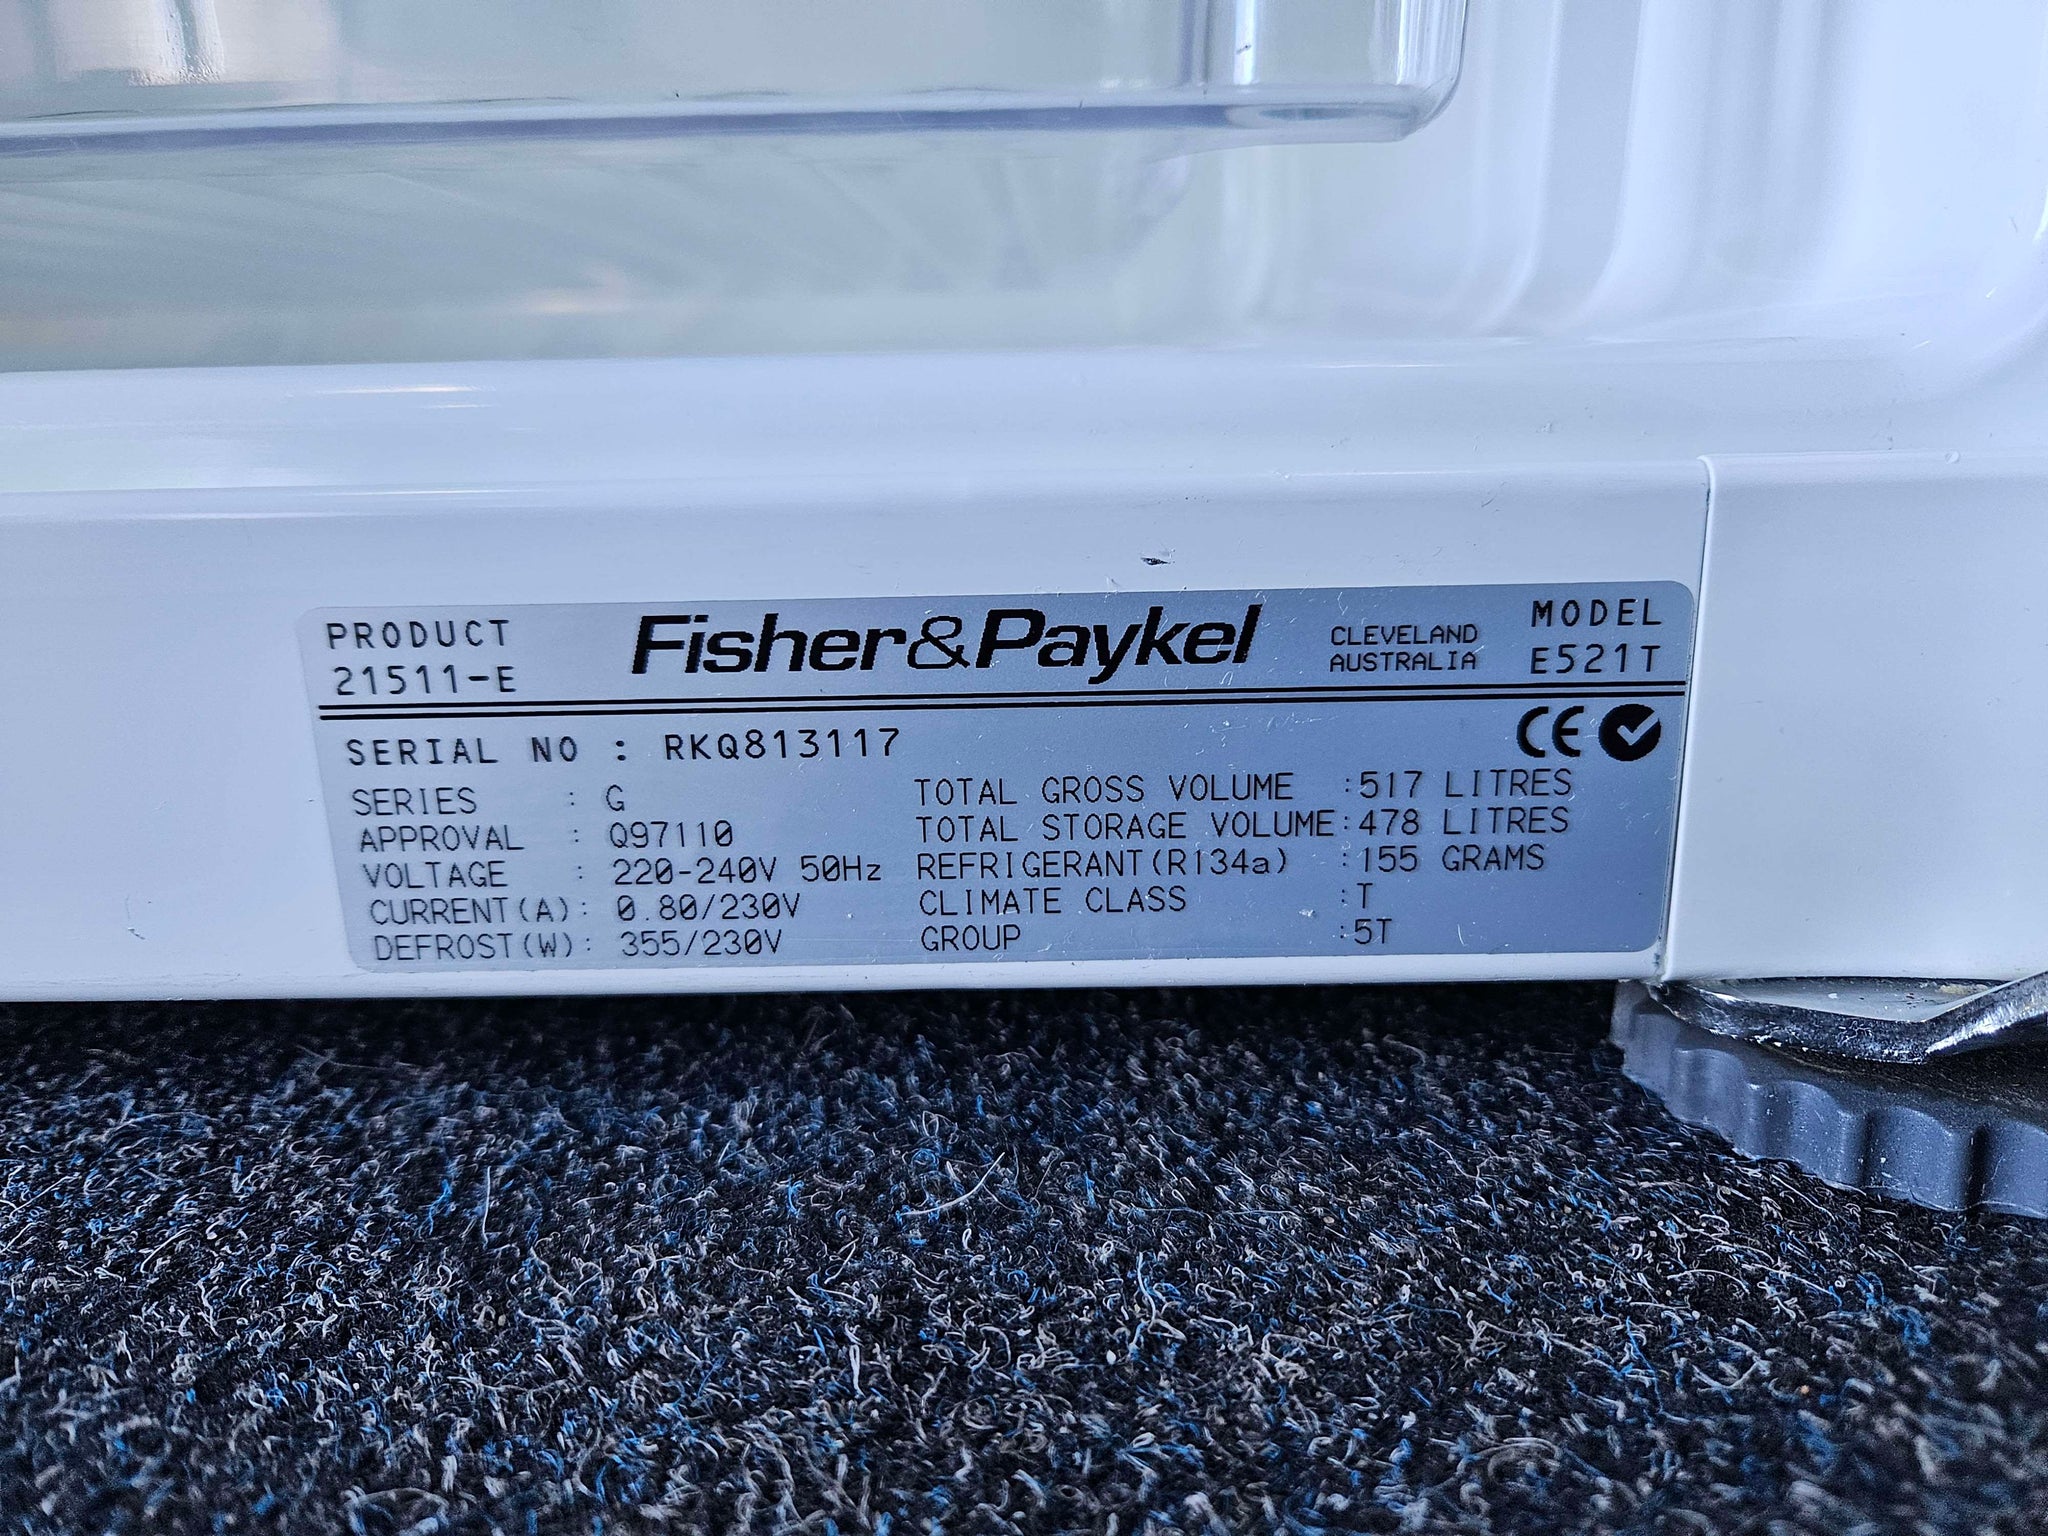 PRODUCT
21511-E
Fisher&Paykel
CLEVELAND
AUSTRALIA
MODEL
E521T
SERIAL NO : RKQ813117
CE
SERIES : G
APPROVAL : Q97110
VOLTAGE : 220-240V 50Hz
CURRENT(A): 0.80/230V
DEFROST(W): 355/230V
TOTAL GROSS VOLUME :517 LITRES
TOTAL STORAGE VOLUME:478 LITRES
REFRIGERANT(R134a) :155 GRAMS
CLIMATE CLASS :T
GROUP :5T